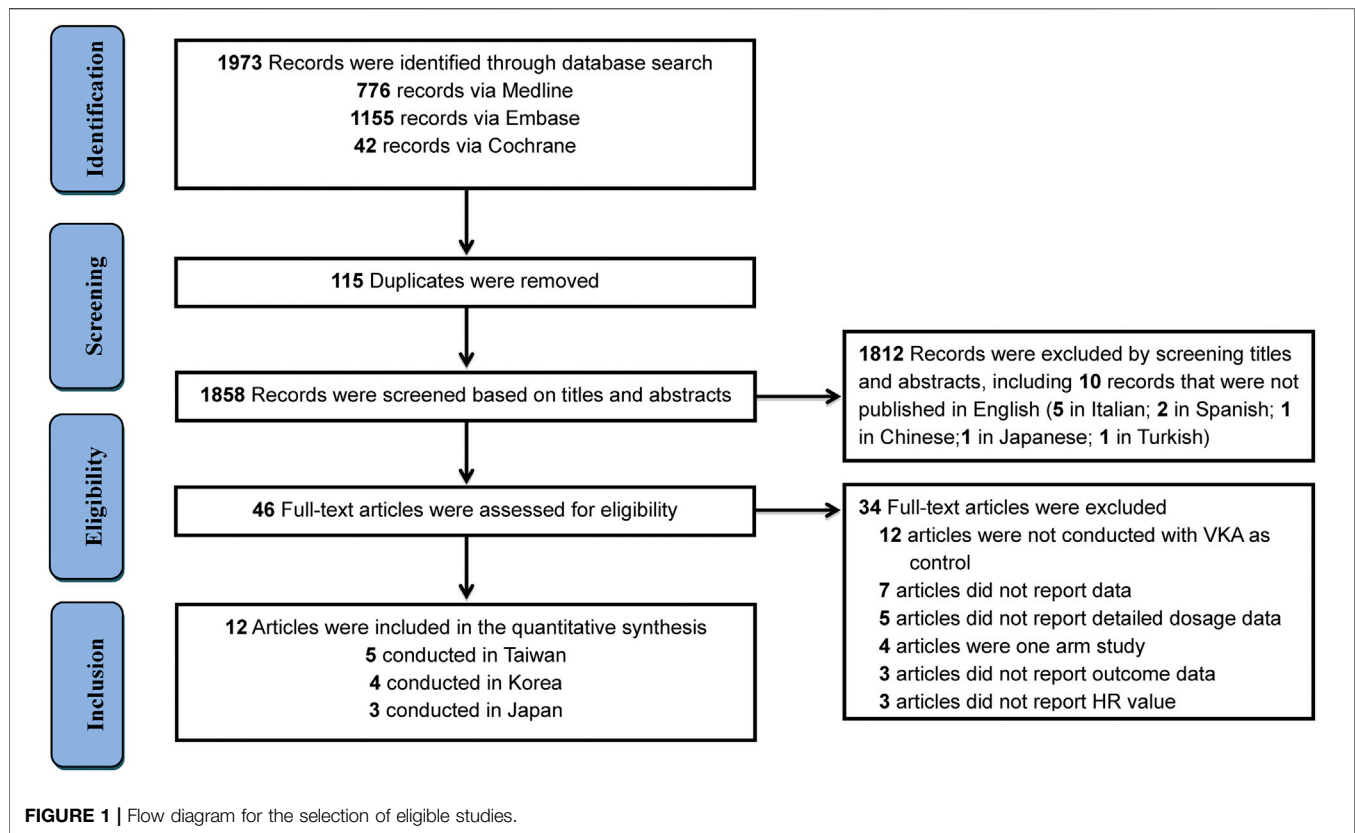 Identification
1973 Records were identified through database search
776 records via Medline
1155 records via Embase
42 records via Cochrane
Screening
115 Duplicates were removed
1858 Records were screened based on titles and abstracts
1812 Records were excluded by screening titles
and abstracts, including 10 records that were not
published in English (5 in Italian; 2 in Spanish; 1
in Chinese;1 in Japanese; 1 in Turkish)
Eligibility
46 Full-text articles were assessed for eligibility
34 Full-text articles were excluded
12 articles were not conducted with VKA as
control
7 articles did not report data
5 articles did not report detailed dosage data
4 articles were one arm study
3 articles did not report outcome data
3 articles did not report HR value
Inclusion
12 Articles were included in the quantitative synthesis
5 conducted in Taiwan
4 conducted in Korea
3 conducted in Japan
FIGURE 1 | Flow diagram for the selection of eligible studies.